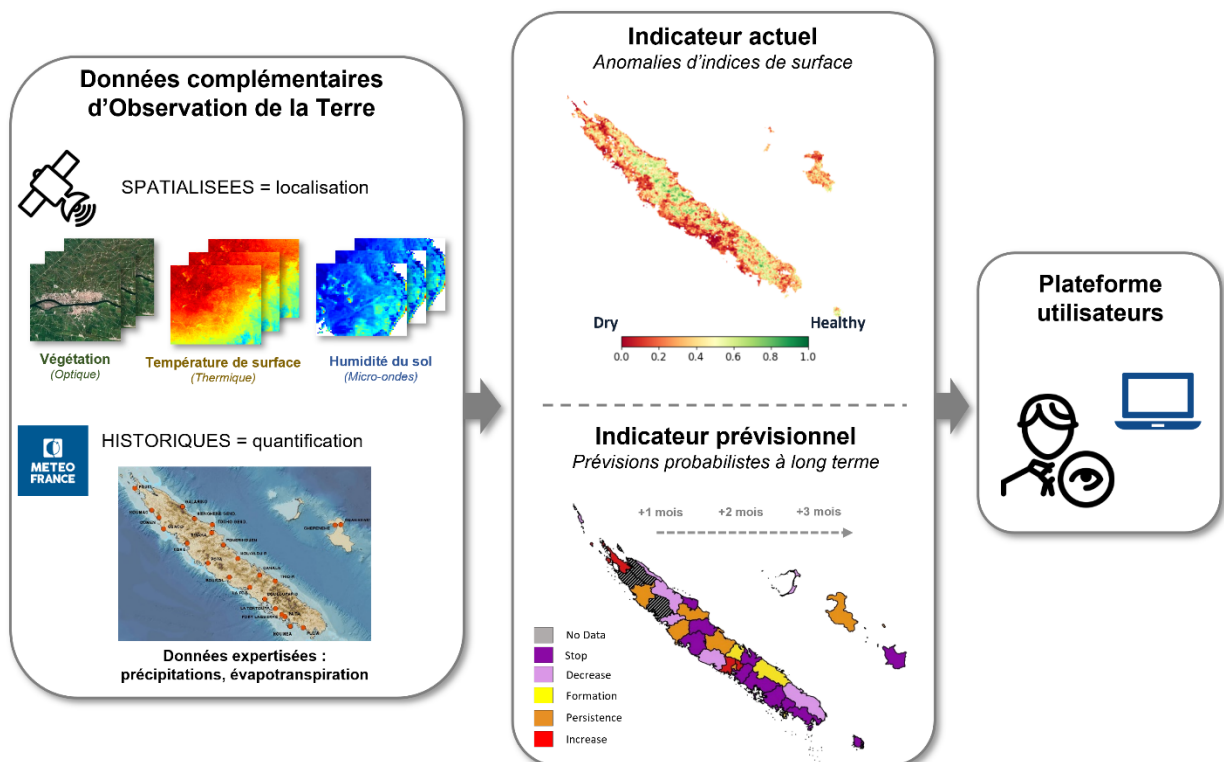 Données complémentaires
d'Observation de la Terre
SPATIALISEES = localisation
Végétation
(Optique)
Température de surface
(Thermique)
Humidité du sol
(Micro-ondes)
METEO
FRANCE
HISTORIQUES = quantification
Données expertisées :
précipitations, évapotranspiration
Indicateur actuel
Anomalies d'indices de surface
Dry
Healthy
0.0 0.2 0.4 0.6 0.8 1.0
Indicateur prévisionnel
Prévisions probabilistes à long terme
+1 mois +2 mois +3 mois
No Data
Stop
Decrease
Formation
Persistence
Increase
Plateforme
utilisateurs